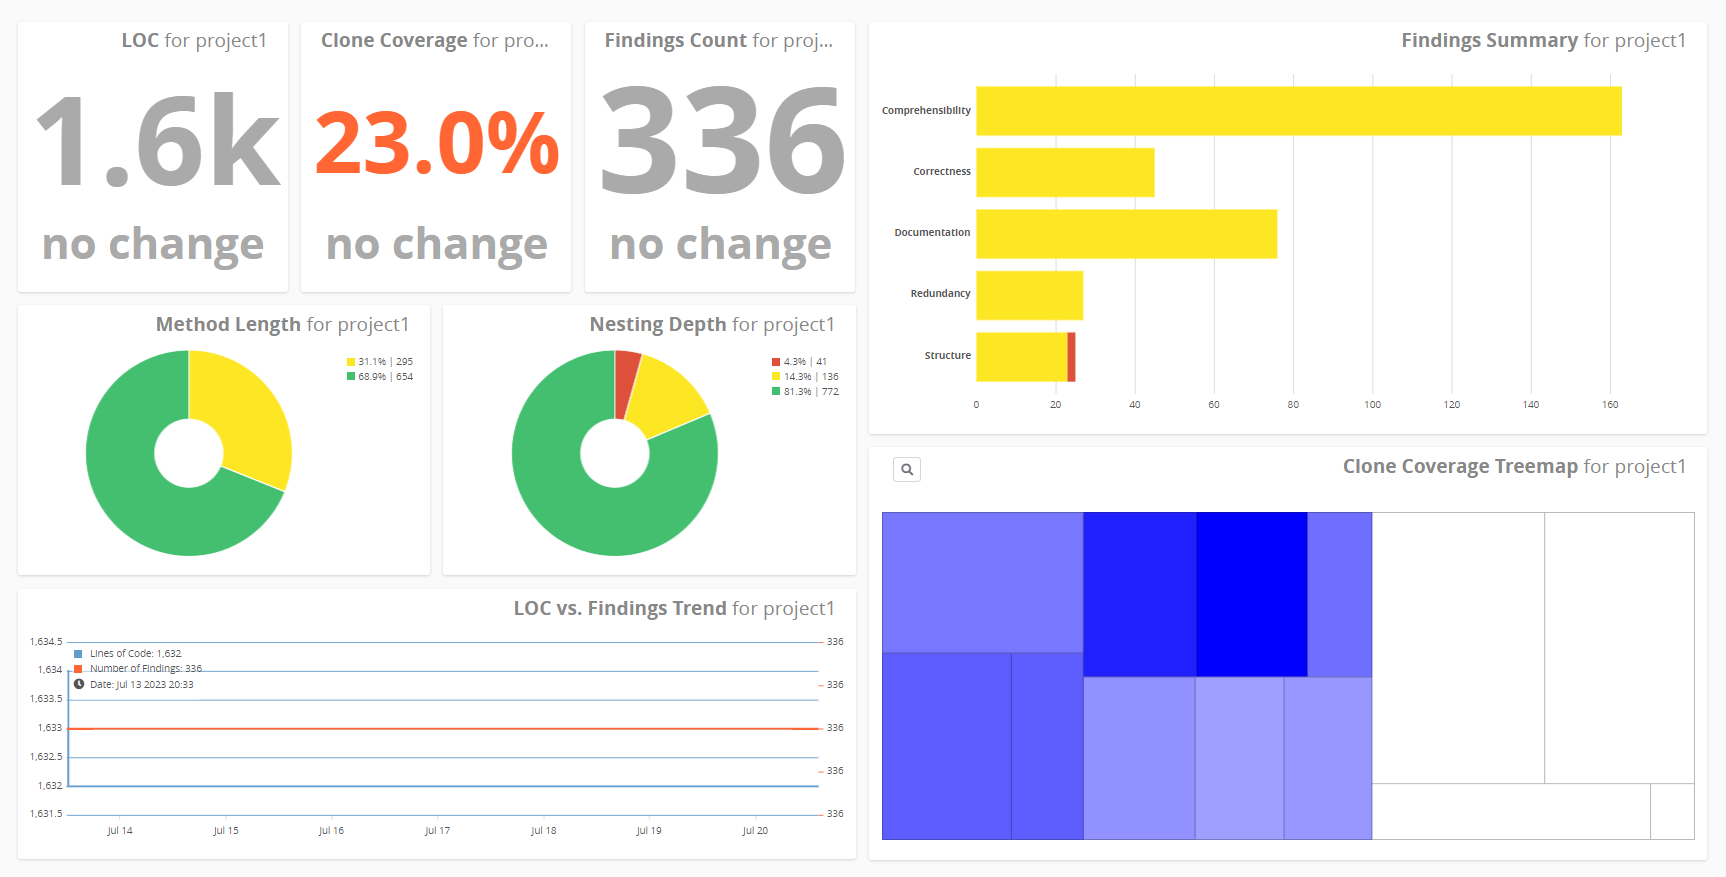 LOC for project1
1.6k
no change
Clone Coverage for pro...
23.0%
no change
Findings Count for proj...
336
no change
Findings Summary for project1
Comprehensibility
Correctness
Documentation
Redundancy
Structure
0 20 40 60 80 100 120 140 160
Method Length for project1
31.1% | 295
68.9% | 654
Nesting Depth for project1
4.3% | 41
14.3% | 136
81.3% | 772
Clone Coverage Treemap for project1
LOC vs. Findings Trend for project1
1,634.5
1,634
1,633.5
1,633
1,632.5
1,632
1,631.5
Lines of Code: 1,632
Number of Findings: 336
Date: Jul 13 2023 20:33
336
336
336
336
336
Jul 14 Jul 15 Jul 16 Jul 17 Jul 18 Jul 19 Jul 20